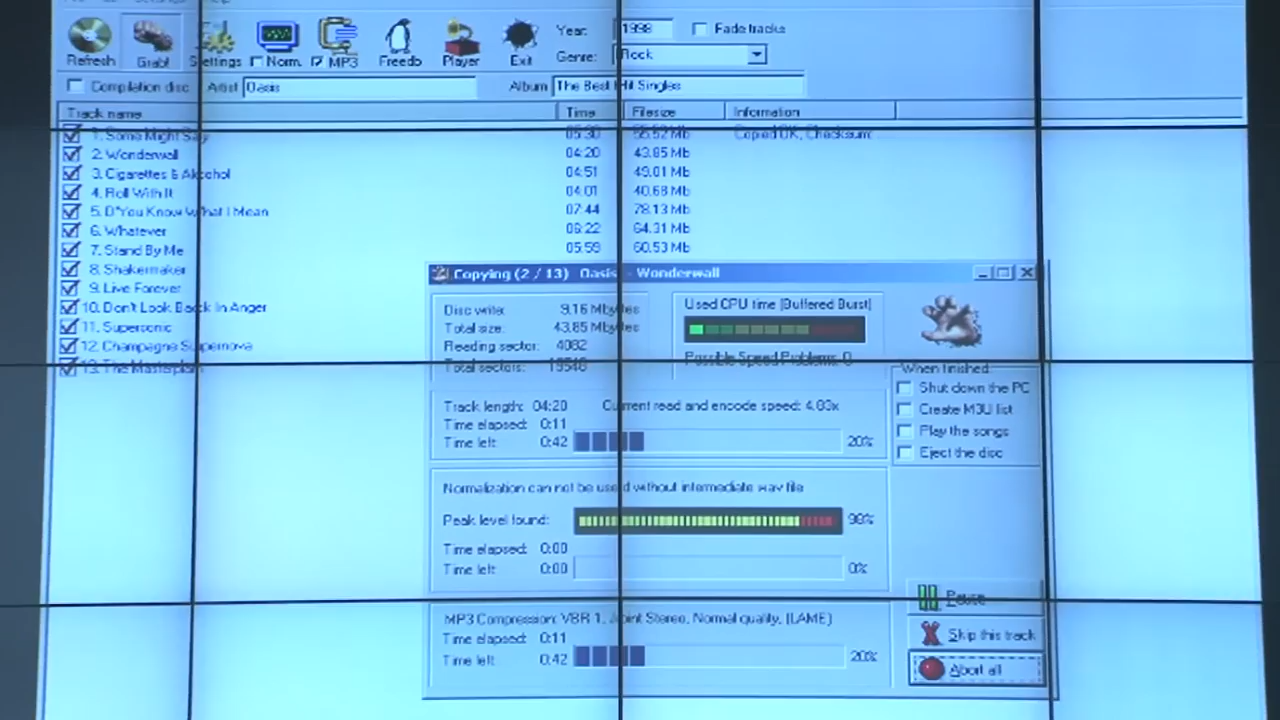 Year: 1998 Fade tracks
Refresh Grab! Settings Norm. MP3 Freedb Player Exit Genre: Rock
Compilation disc Artist Oasis Album The Best Hit Singles
Track name Time Filesize Information
1. Some Might Say 05:30 55.52 Mb Copied OK, Checksum:
2. Wonderwall 04:20 43.85 Mb
3. Cigarettes & Alcohol 04:51 49.01 Mb
4. Roll With It 04:01 40.68 Mb
5. D'You Know What I Mean 07:44 78.13 Mb
6. Whatever 06:22 64.31 Mb
7. Stand By Me 05:59 60.53 Mb
8. Shakermaker
9. Live Forever
10. Don't Look Back In Anger
11. Supersonic
12. Champagne Supernova
13. The Masterplan
Copying (2 / 13) Oasis - Wonderwall
Disc write: 9.16 Mbytes
Total size: 43.85 Mbytes
Reading sector: 4082
Total sectors: 19548
Used CPU time (Buffered Burst)
Possible Speed Problems: 0
When finished
Shut down the PC
Create M3U list
Play the songs
Eject the disc
Track length: 04:20 Current read and encode speed: 4.83x
Time elapsed: 0:11
Time left: 0:42 20%
Normalization can not be used without intermediate wav file
Peak level found: 98%
Time elapsed: 0:00
Time left: 0:00 0%
Pause
Skip this track
Abort all
MP3 Compression: VBR 1, Joint Stereo, Normal quality, (LAME)
Time elapsed: 0:11
Time left: 0:42 20%